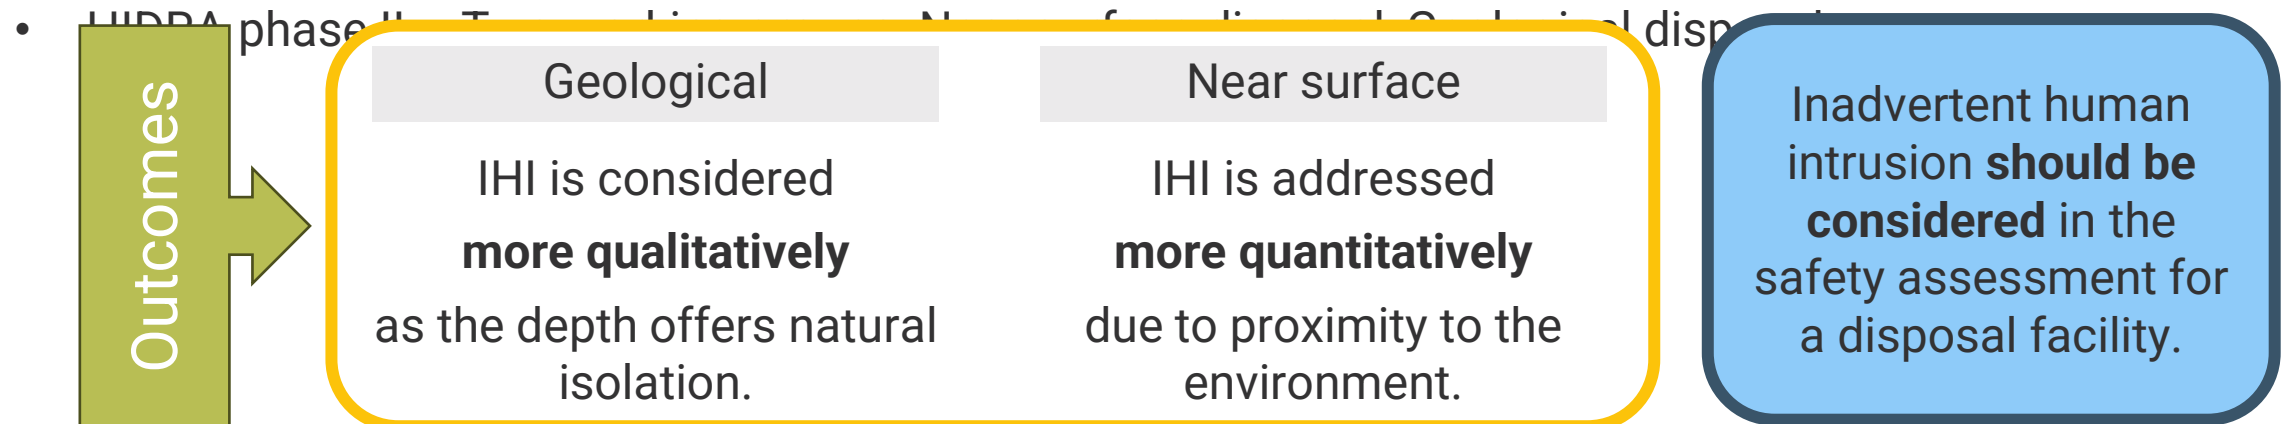 • HIDRA phase
disp
Outcomes
Geological
IHI is considered
more qualitatively
as the depth offers natural
isolation.
Near surface
IHI is addressed
more quantitatively
due to proximity to the
environment.
Inadvertent human
intrusion should be
considered in the
safety assessment for
a disposal facility.